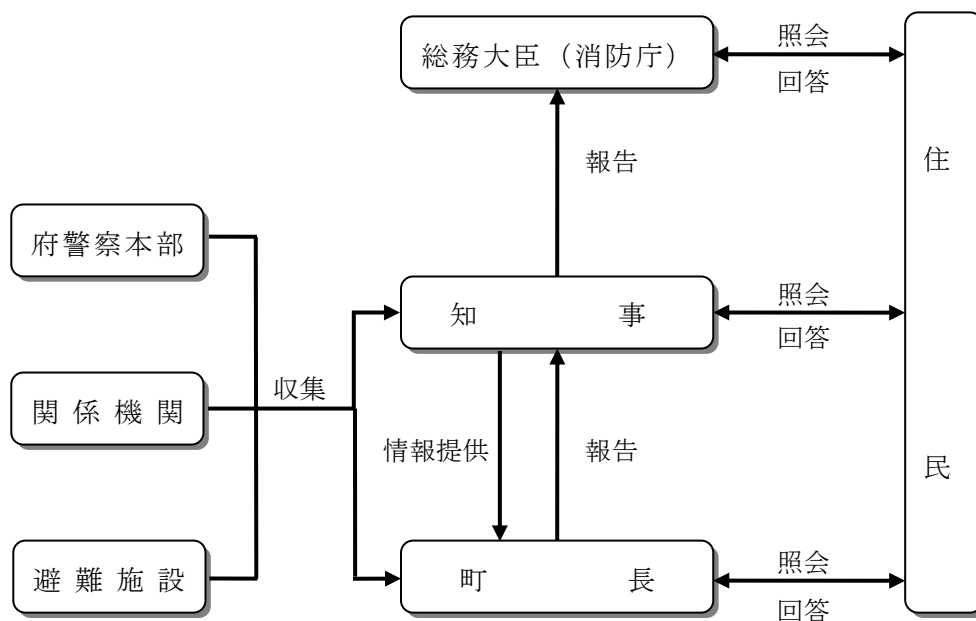 総務大臣（消防庁）
照会
回答
報告
住民
府警察本部
知事
照会
回答
関係機関
収集
情報提供
報告
避難施設
町長
照会
回答